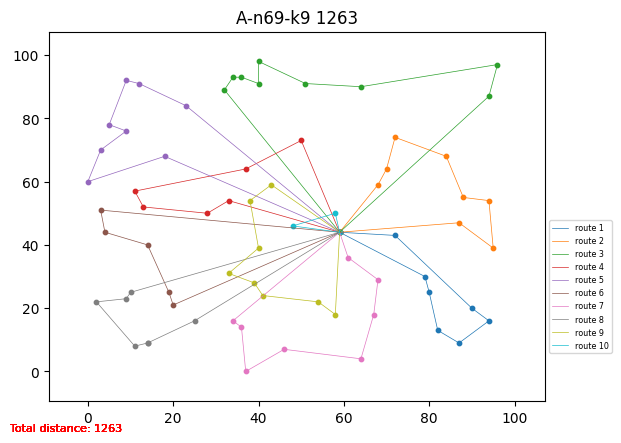 A-n69-k9 1263
100
80
60
40
20
0
0 20 40 60 80 100
route 1
route 2
route 3
route 4
route 5
route 6
route 7
route 8
route 9
route 10
Total distance: 1263